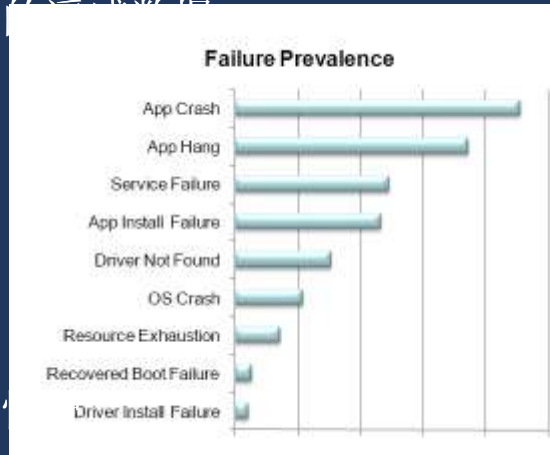 Failure Prevalence
App Crash
App Hang
Service Failure
App Install Failure
Driver Not Found
OS Crash
Resource Exhaustion
Recovered Boot Failure
Driver Install Failure